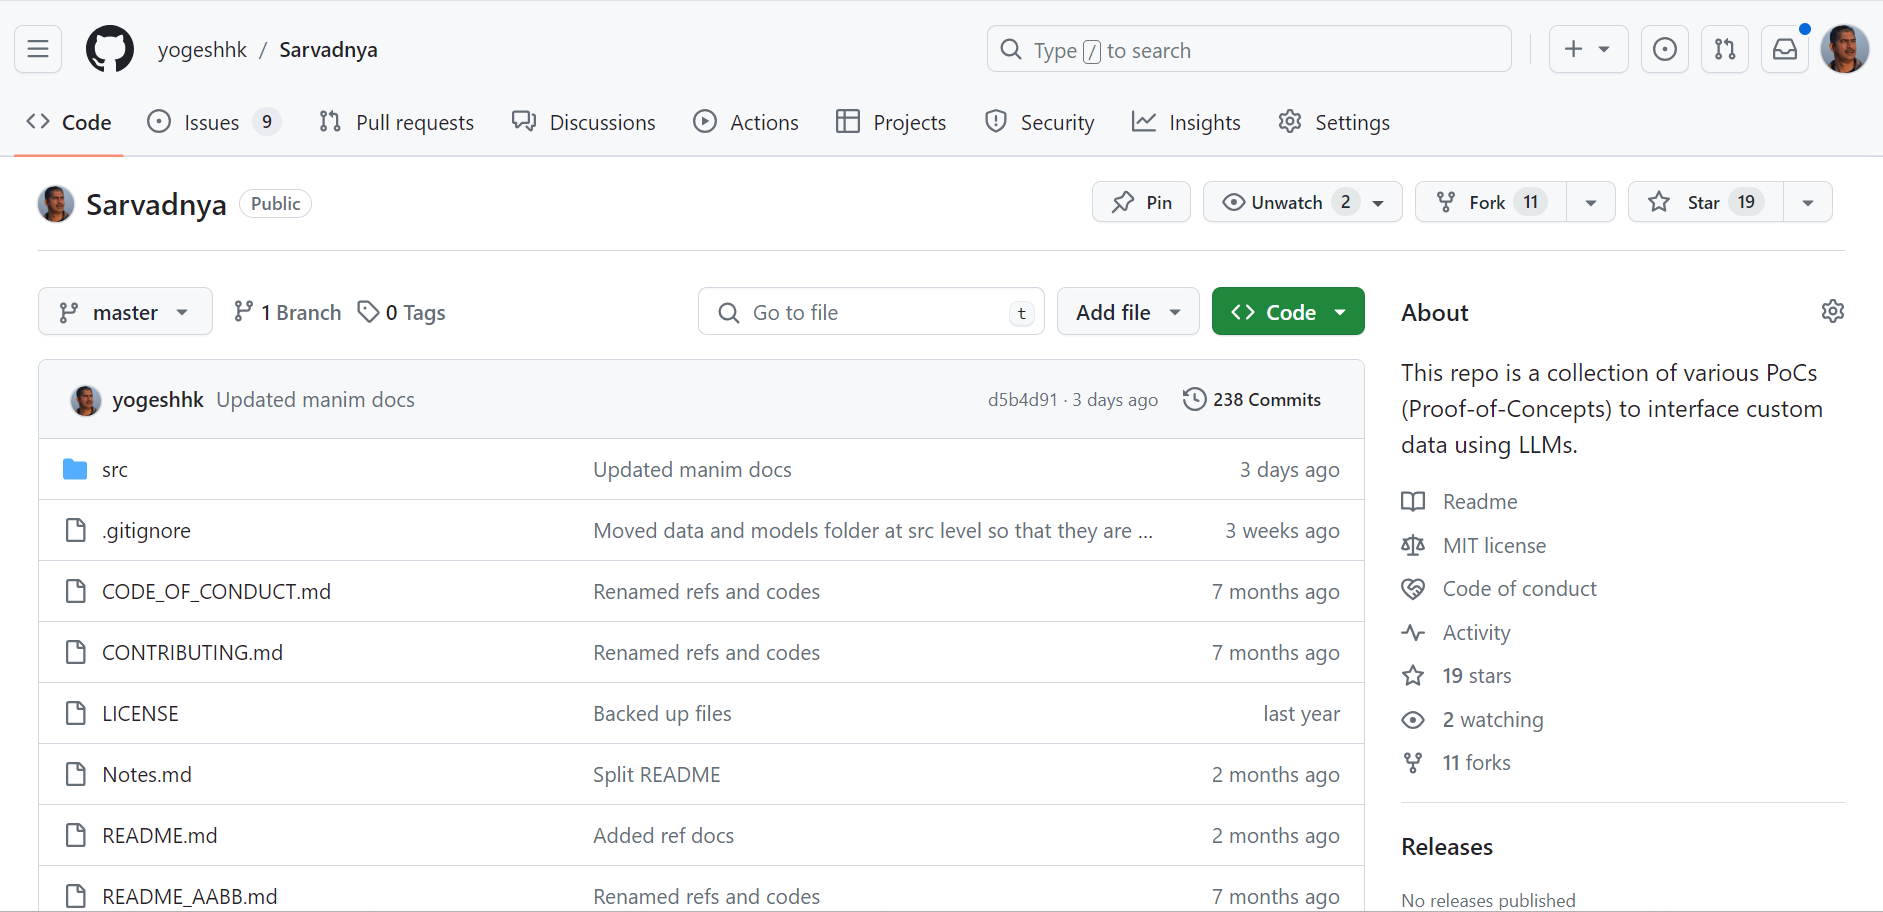 yogeshhk / Sarvadnya
Type / to search
Code
Issues 9
Pull requests
Discussions
Actions
Projects
Security
Insights
Settings
Sarvadnya Public
Pin
Unwatch 2
Fork 11
Star 19
master
1 Branch
0 Tags
Go to file t
Add file
Code
yogeshhk Updated manim docs d5b4d91 · 3 days ago 238 Commits
src Updated manim docs 3 days ago
.gitignore Moved data and models folder at src level so that they are ... 3 weeks ago
CODE_OF_CONDUCT.md Renamed refs and codes 7 months ago
CONTRIBUTING.md Renamed refs and codes 7 months ago
LICENSE Backed up files last year
Notes.md Split README 2 months ago
README.md Added ref docs 2 months ago
README_AABB.md Renamed refs and codes 7 months ago
About
This repo is a collection of various PoCs
(Proof-of-Concepts) to interface custom
data using LLMs.
Readme
MIT license
Code of conduct
Activity
19 stars
2 watching
11 forks
Releases
No releases published